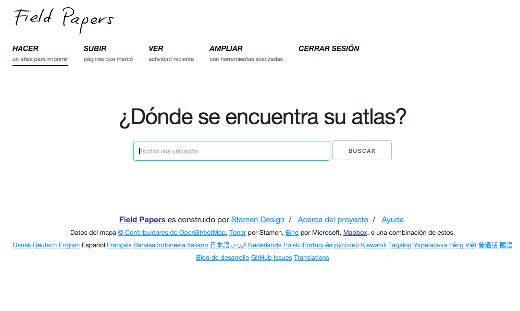 Field Papers
HACER SUBIR VER AMPLIAR CERRAR SESIÓN
un atlas para imprimir páginas que marcó actividad reciente con herramientas avanzadas
¿Dónde se encuentra su atlas?
Escriba una ubicación BUSCAR
Field Papers es construido por Stamen Design / Acerca del proyecto / Ayuda
Datos del mapa © Contribuidores de OpenStreetMap, Toner por Stamen, Bing por Microsoft, Mapbox, o una combinación de estos.
Dansk Deutsch English Español Français Bahasa Indonesia Italiano 日本語 Nederlands Polski Português русский Kiswahili Tagalog Українська Tiếng Việt 普通话 國語
Blog de desarrollo GitHub Issues Translations